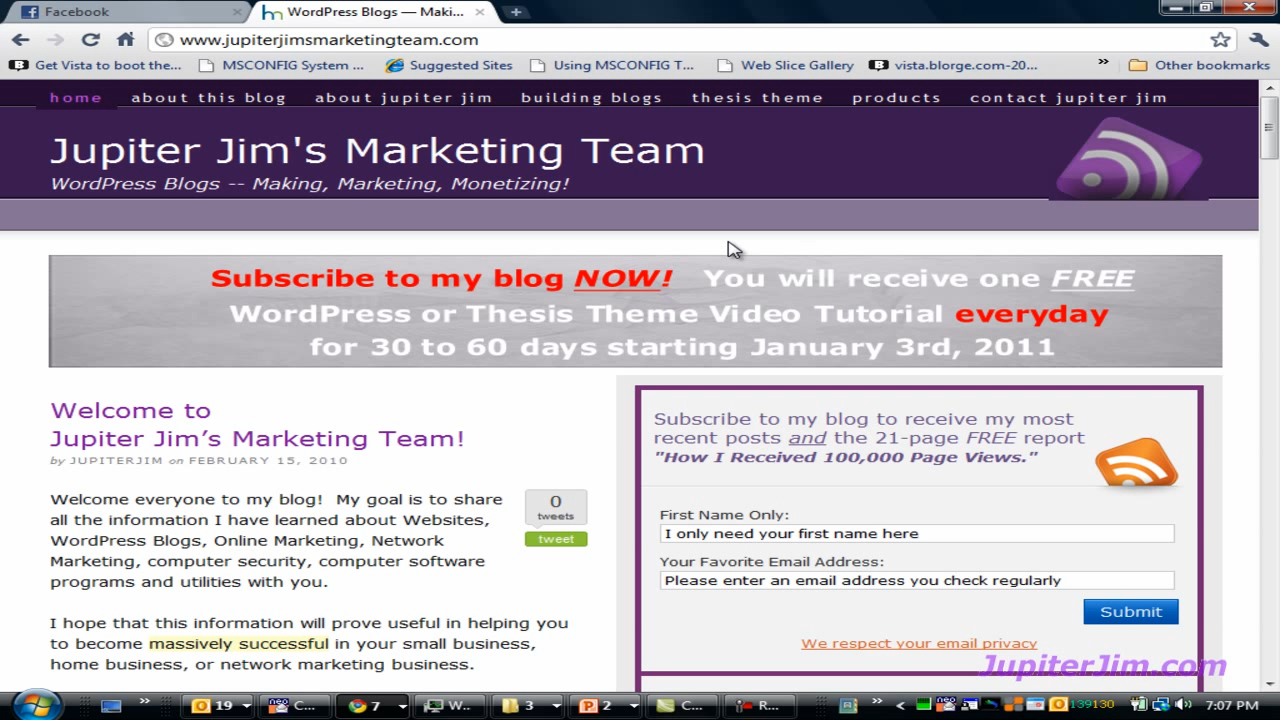 Facebook
WordPress Blogs — Maki...
www.jupiterjimsmarketingteam.com
Get Vista to boot the...
MSCONFIG System ...
Suggested Sites
Using MSCONFIG T...
Web Slice Gallery
vista.blorge.com-20...
Other bookmarks
home about this blog about jupiter jim building blogs thesis theme products contact jupiter jim
Jupiter Jim's Marketing Team
WordPress Blogs -- Making, Marketing, Monetizing!
Subscribe to my blog NOW! You will receive one FREE
WordPress or Thesis Theme Video Tutorial everyday
for 30 to 60 days starting January 3rd, 2011
Welcome to
Jupiter Jim’s Marketing Team!
by JUPITERJIM on FEBRUARY 15, 2010
0
tweets
tweet
Welcome everyone to my blog! My goal is to share
all the information I have learned about Websites,
WordPress Blogs, Online Marketing, Network
Marketing, computer security, computer software
programs and utilities with you.
I hope that this information will prove useful in helping you
to become massively successful in your small business,
home business, or network marketing business.
Subscribe to my blog to receive my most
recent posts and the 21-page FREE report
"How I Received 100,000 Page Views."
First Name Only:
I only need your first name here
Your Favorite Email Address:
Please enter an email address you check regularly
Submit
We respect your email privacy
JupiterJim.com
19
C...
7
W...
3
2
C...
R...
139130
7:07 PM